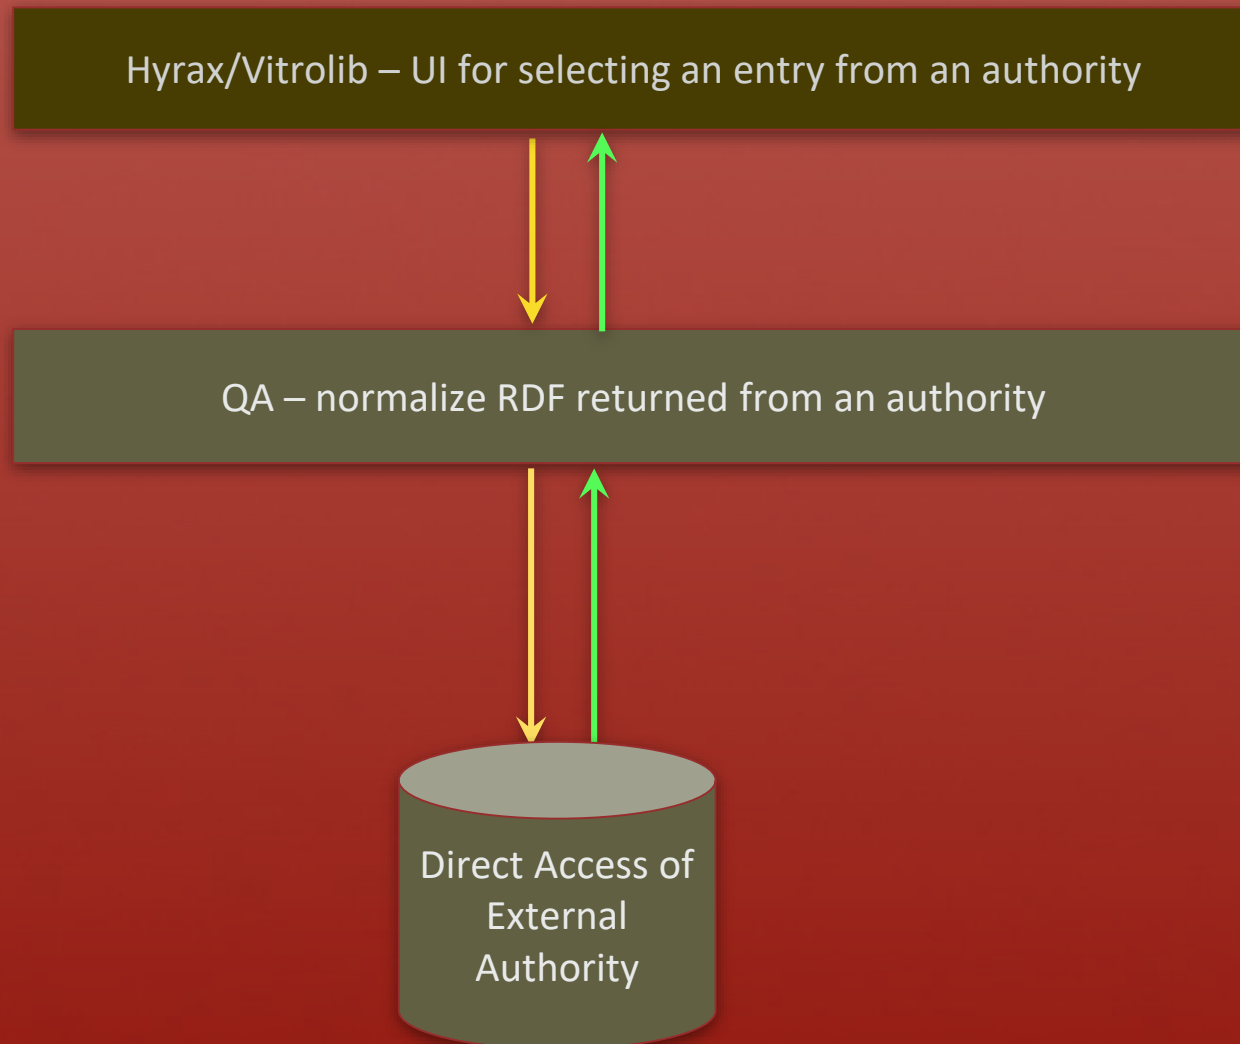 Hyrax/Vitrolib – UI for selecting an entry from an authority
QA – normalize RDF returned from an authority
Direct Access of
External
Authority